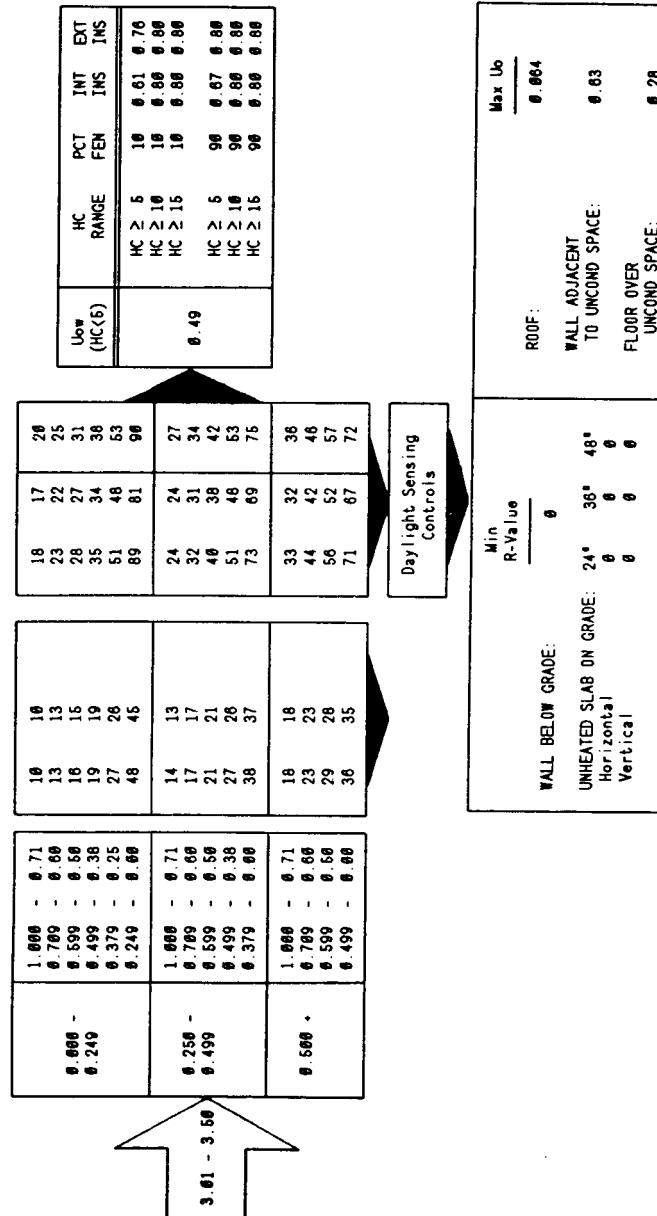 3.01 - 3.50
0.000 -
0.249
1.000 - 0.71
0.709 - 0.60
0.599 - 0.50
0.499 - 0.38
0.379 - 0.25
0.249 - 0.00
0.250 -
0.499
1.000 - 0.71
0.709 - 0.60
0.599 - 0.50
0.499 - 0.38
0.379 - 0.00
0.500 +
1.000 - 0.71
0.709 - 0.60
0.599 - 0.50
0.499 - 0.00
10 10
13 13
16 15
19 19
27 26
48 45
14 13
17 17
21 21
27 26
38 37
18 18
23 23
29 28
36 35
18 17 20
23 22 25
28 27 31
35 34 38
51 48 53
89 81 90
24 24 27
32 31 34
40 38 42
51 48 53
73 69 75
33 32 36
44 42 46
56 52 57
71 67 72
Daylight Sensing
Controls
Uow HC PCT INT EXT
(HC<5) RANGE FEN INS INS
HC ≥ 5 10 0.61 0.76
HC ≥ 10 10 0.80 0.80
HC ≥ 15 10 0.80 0.80
0.49
HC ≥ 5 90 0.67 0.80
HC ≥ 10 90 0.80 0.80
HC ≥ 15 90 0.80 0.80
Min
R-Value
WALL BELOW GRADE: 0
UNHEATED SLAB ON GRADE: 24" 36" 48"
Horizontal 0 0 0
Vertical 0 0 0
Max Uo
ROOF: 0.064
WALL ADJACENT
TO UNCOND SPACE: 0.63
FLOOR OVER
UNCOND SPACE: 0.28